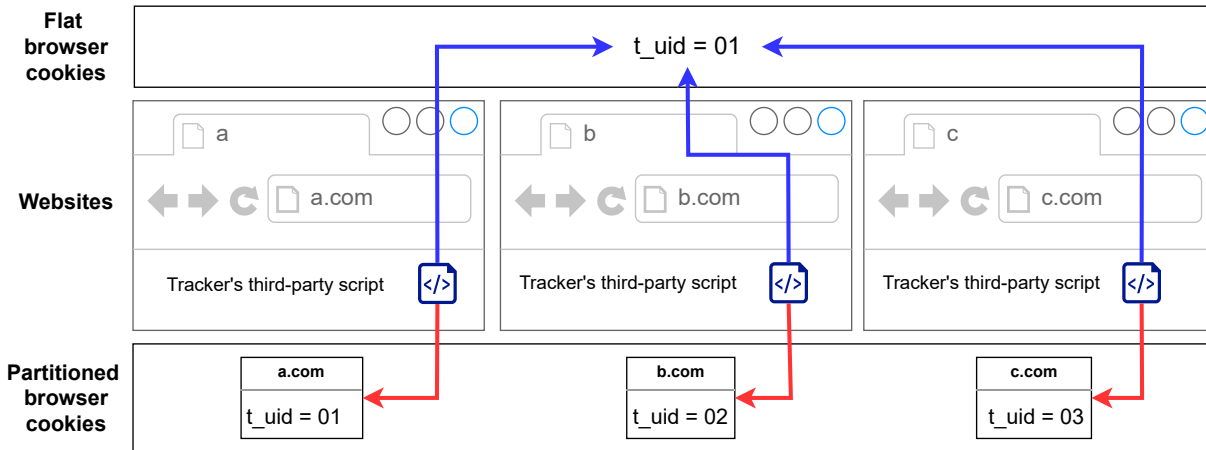 Flat
browser
cookies
t_uid = 01
Websites
a
a.com
Tracker's third-party script
</>
b
b.com
Tracker's third-party script
</>
c
c.com
Tracker's third-party script
</>
Partitioned
browser
cookies
a.com
t_uid = 01
b.com
t_uid = 02
c.com
t_uid = 03